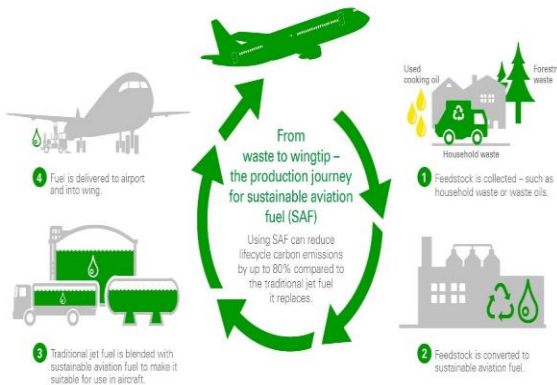 From
waste to wingtip –
the production journey
for sustainable aviation
fuel (SAF)
Using SAF can reduce
lifecycle carbon emissions
by up to 80% compared to
the traditional jet fuel
it replaces.
Used
cooking oil
Forestry
waste
Household waste
1 Feedstock is collected – such as
household waste or waste oils.
2 Feedstock is converted to
sustainable aviation fuel.
3 Traditional jet fuel is blended with
sustainable aviation fuel to make it
suitable for use in aircraft.
4 Fuel is delivered to airport
and into wing.